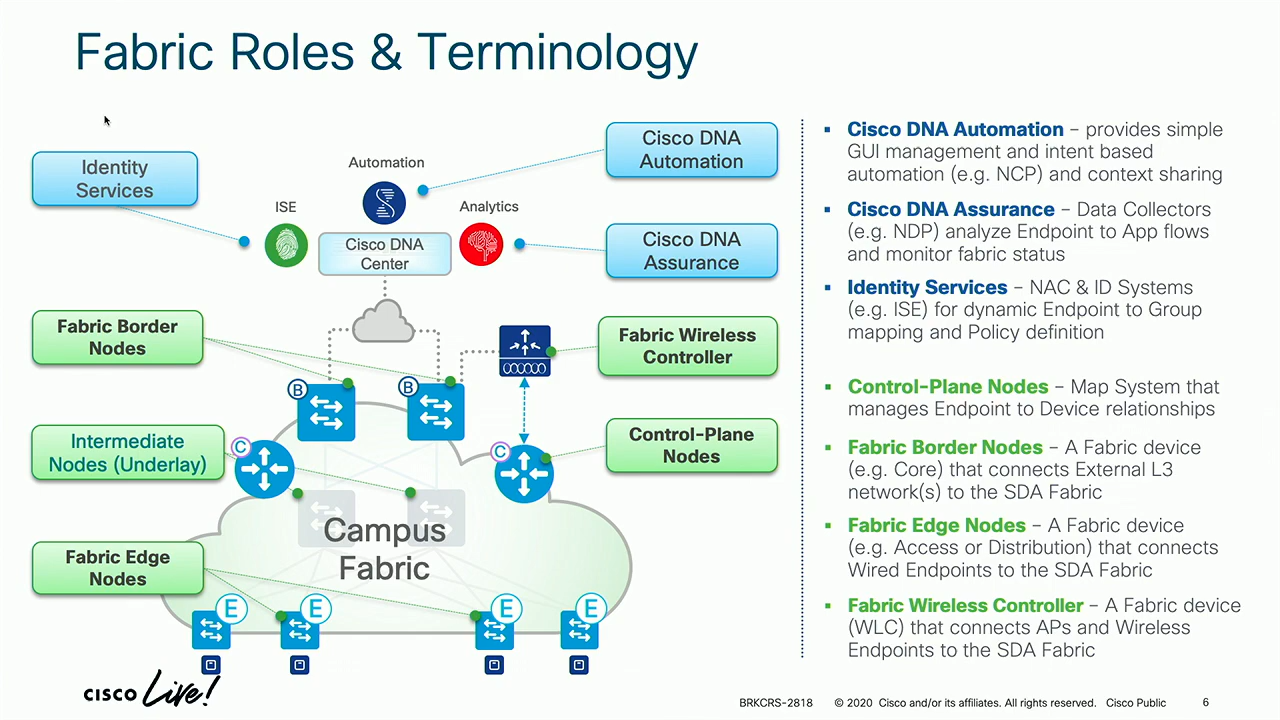 Fabric Roles & Terminology
Identity
Services
Automation
ISE
Analytics
Cisco DNA
Center
Cisco DNA
Automation
Cisco DNA
Assurance
Fabric Border
Nodes
Fabric Wireless
Controller
B
B
Intermediate
Nodes (Underlay)
C
C
Control-Plane
Nodes
Campus
Fabric
Fabric Edge
Nodes
E
E
E
E
▪ Cisco DNA Automation – provides simple
GUI management and intent based
automation (e.g. NCP) and context sharing
▪ Cisco DNA Assurance – Data Collectors
(e.g. NDP) analyze Endpoint to App flows
and monitor fabric status
▪ Identity Services – NAC & ID Systems
(e.g. ISE) for dynamic Endpoint to Group
mapping and Policy definition
▪ Control-Plane Nodes – Map System that
manages Endpoint to Device relationships
▪ Fabric Border Nodes – A Fabric device
(e.g. Core) that connects External L3
network(s) to the SDA Fabric
▪ Fabric Edge Nodes – A Fabric device
(e.g. Access or Distribution) that connects
Wired Endpoints to the SDA Fabric
▪ Fabric Wireless Controller – A Fabric device
(WLC) that connects APs and Wireless
Endpoints to the SDA Fabric
CISCO Live!
BRKCRS-2818 © 2020 Cisco and/or its affiliates. All rights reserved. Cisco Public 6